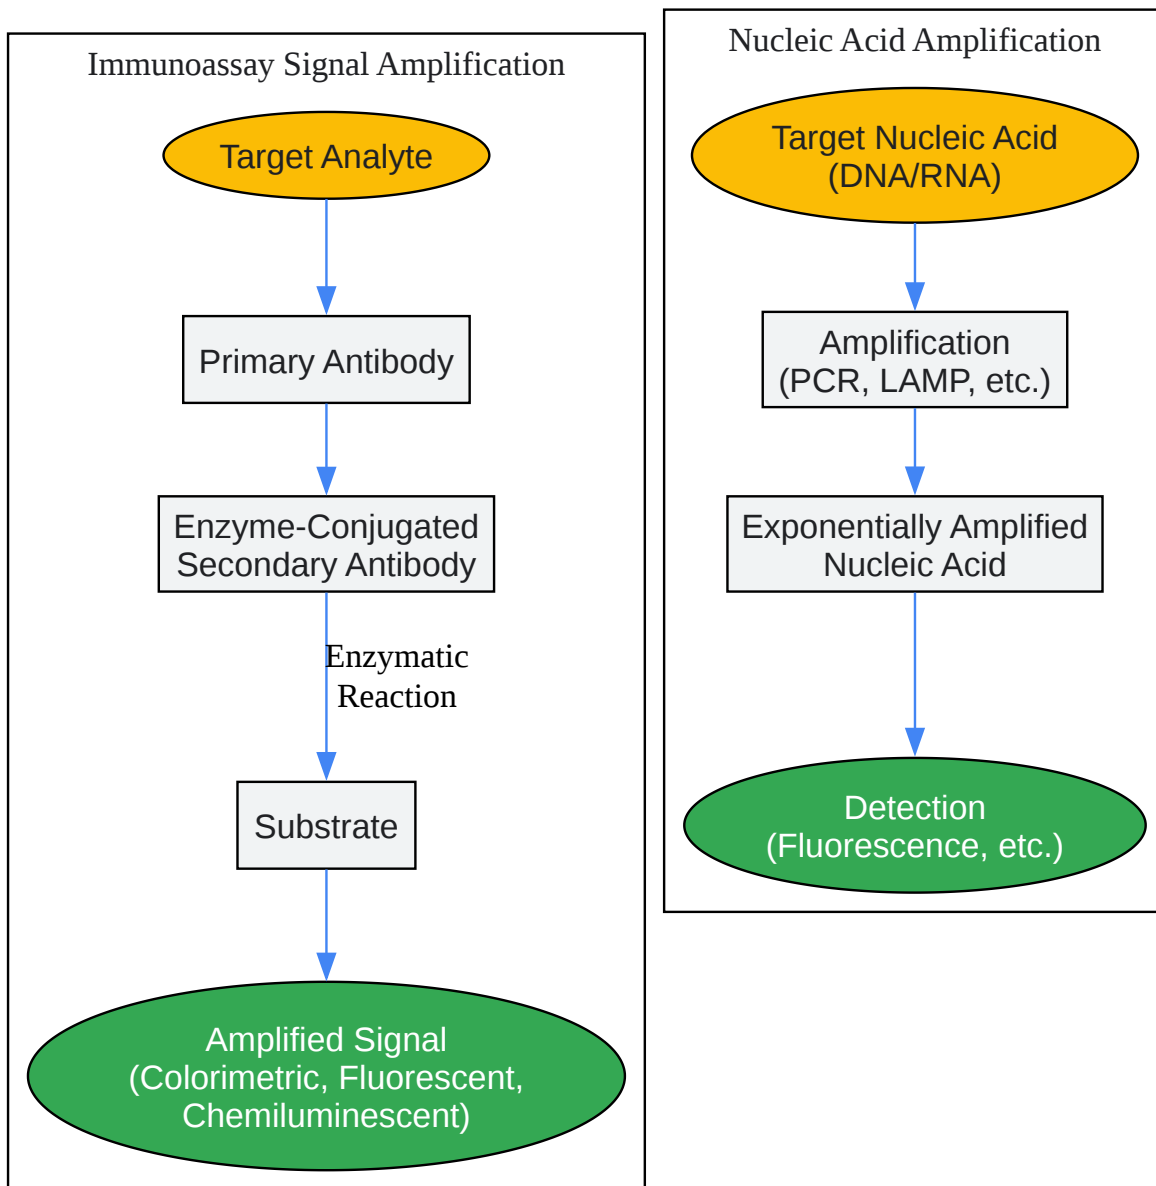 Immunoassay Signal Amplification
Target Analyte
Primary Antibody
Enzyme-Conjugated
Secondary Antibody
Enzymatic
Reaction
Substrate
Amplified Signal
(Colorimetric, Fluorescent,
Chemiluminescent)
Nucleic Acid Amplification
Target Nucleic Acid
(DNA/RNA)
Amplification
(PCR, LAMP, etc.)
Exponentially Amplified
Nucleic Acid
Detection
(Fluorescence, etc.)